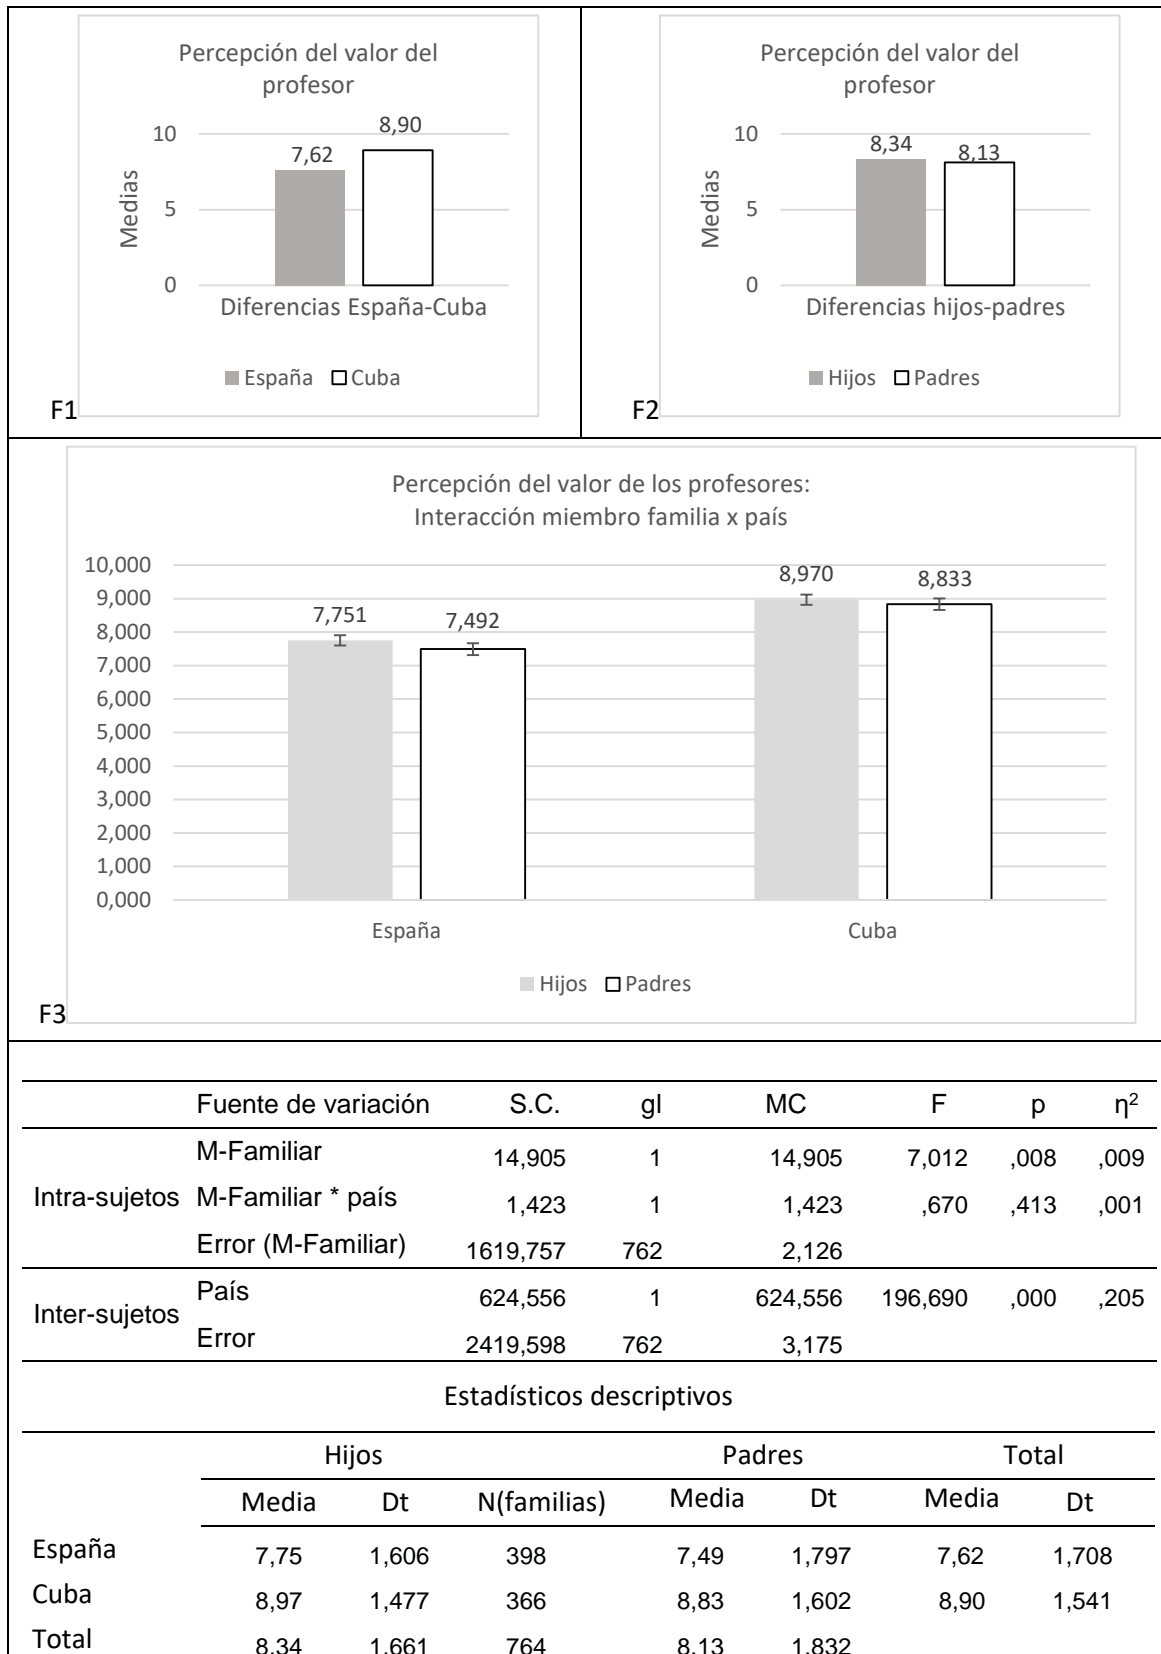 Percepción del valor del
profesor
10
5
0
Medias
7,62
8,90
Diferencias España-Cuba
España Cuba
F1
Percepción del valor del
profesor
10
5
0
Medias
8,34
8,13
Diferencias hijos-padres
Hijos Padres
F2
Percepción del valor de los profesores:
Interacción miembro familia x país
10,000
9,000
8,000
7,000
6,000
5,000
4,000
3,000
2,000
1,000
0,000
7,751
7,492
8,970
8,833
España Cuba
Hijos Padres
F3
Fuente de variación S.C. gl MC F p η²
Intra-sujetos
M-Familiar 14,905 1 14,905 7,012 ,008 ,009
M-Familiar * país 1,423 1 1,423 ,670 ,413 ,001
Error (M-Familiar) 1619,757 762 2,126
Inter-sujetos
País 624,556 1 624,556 196,690 ,000 ,205
Error 2419,598 762 3,175
Estadísticos descriptivos
Hijos Padres Total
Media Dt N(familias) Media Dt Media Dt
España 7,75 1,606 398 7,49 1,797 7,62 1,708
Cuba 8,97 1,477 366 8,83 1,602 8,90 1,541
Total 8,34 1,661 764 8,13 1,832